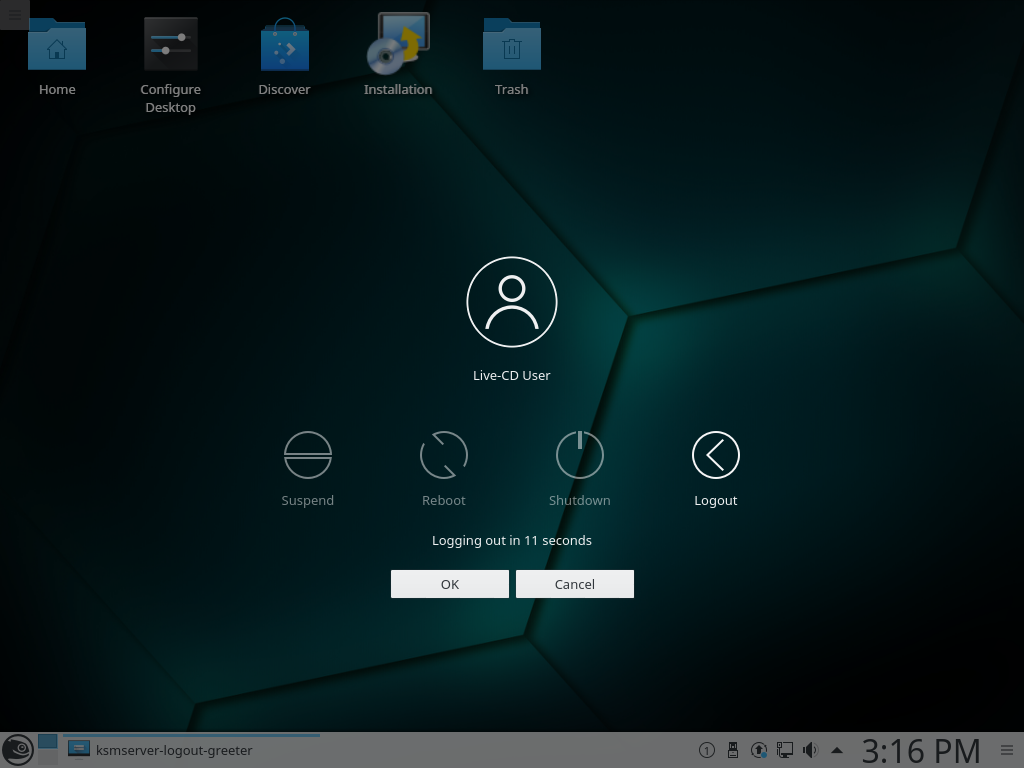 Home
Configure
Desktop
Discover
Installation
Trash
Live-CD User
Suspend
Reboot
Shutdown
Logout
Logging out in 11 seconds
OK
Cancel
ksmserver-logout-greeter
1
3:16 PM